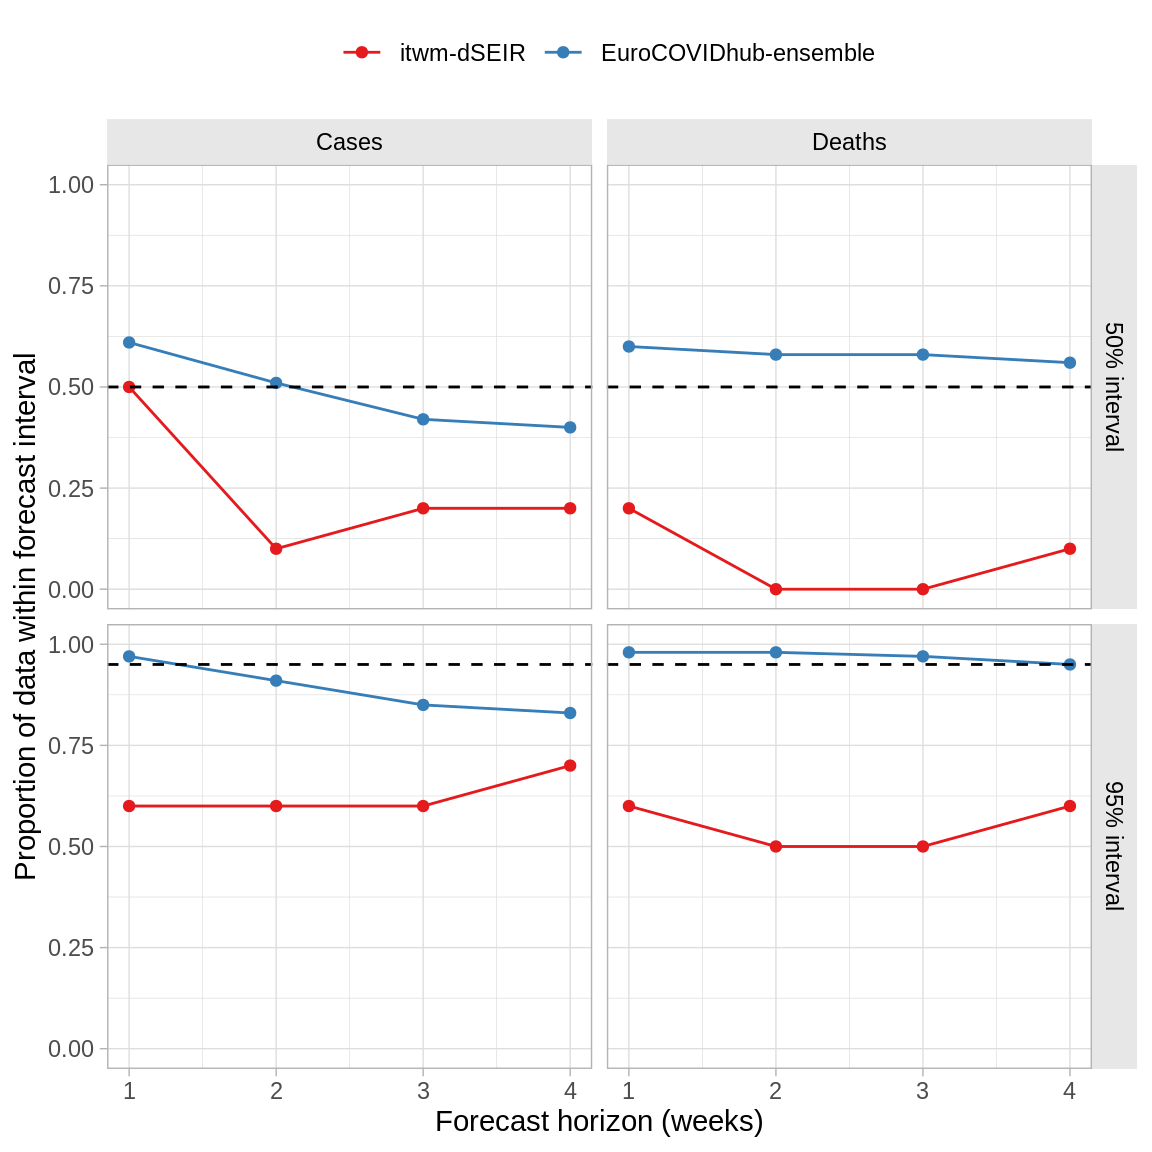 itwm-dSEIR EuroCOVIDhub-ensemble
Cases Deaths
1.00
0.75
0.50
0.25
0.00
50% interval
1.00
0.75
0.50
0.25
0.00
95% interval
Proportion of data within forecast interval
1 2 3 4 1 2 3 4
Forecast horizon (weeks)